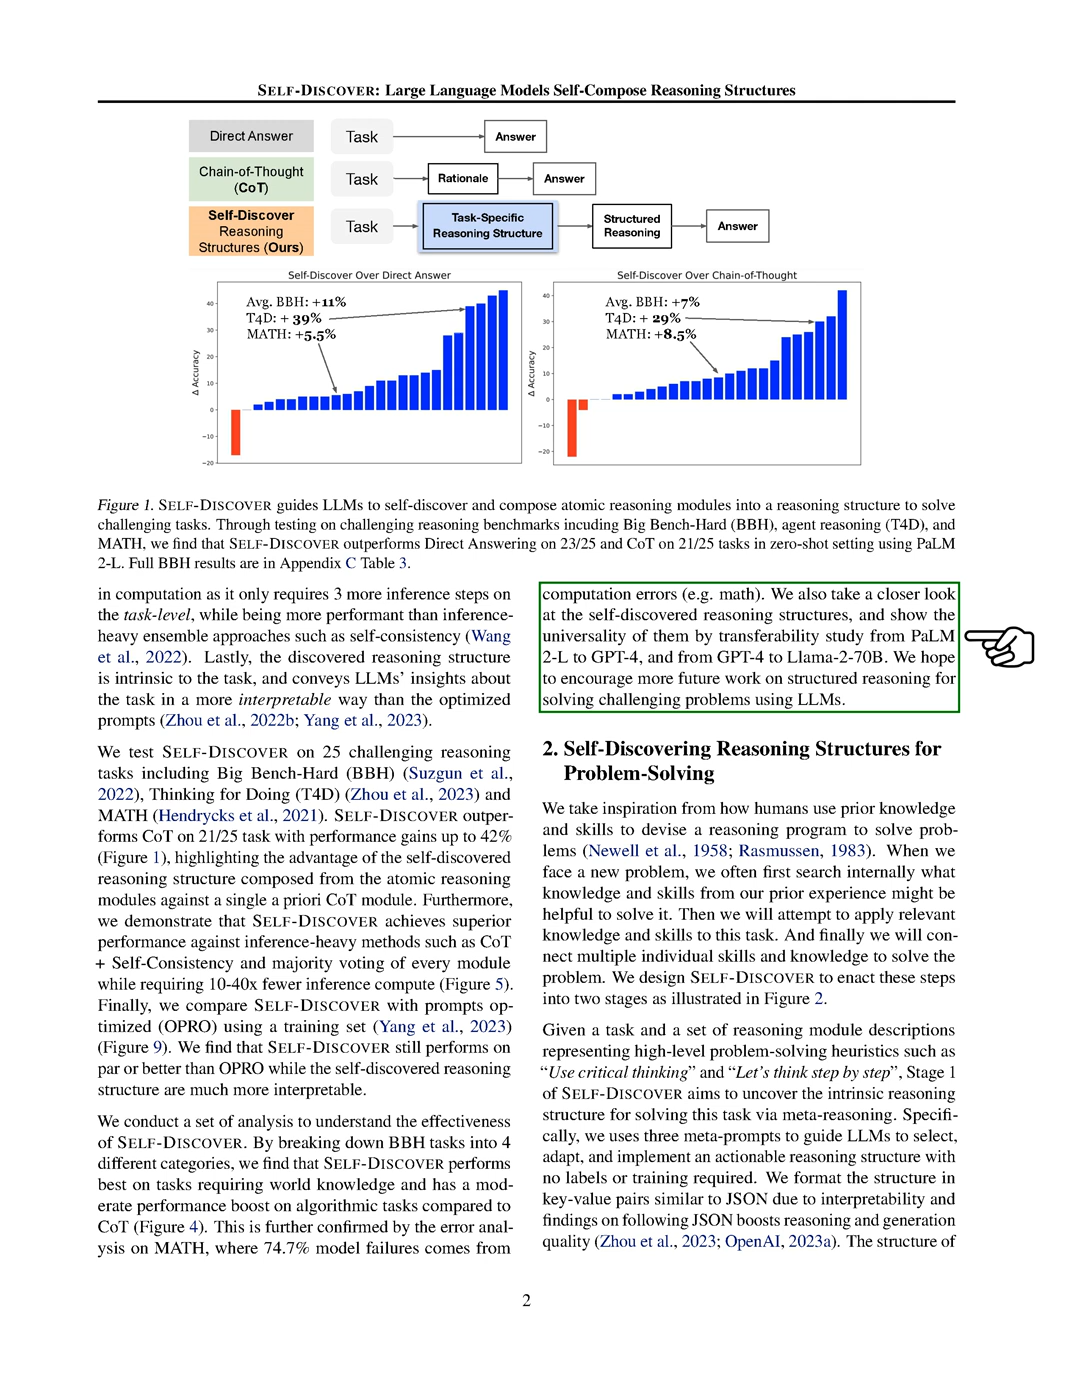 SELF-DISCOVER: Large Language Models Self-Compose Reasoning Structures
Direct Answer
Task
Answer
Chain-of-Thought
(CoT)
Task
Rationale
Answer
Self-Discover
Reasoning
Structures (Ours)
Task
Task-Specific
Reasoning Structure
Structured
Reasoning
Answer
Self-Discover Over Direct Answer
Avg. BBH: +11%
T4D: + 39%
MATH: +5.5%
Δ Accuracy
40
30
20
10
0
−10
−20
Self-Discover Over Chain-of-Thought
Avg. BBH: +7%
T4D: + 29%
MATH: +8.5%
Δ Accuracy
40
30
20
10
0
−10
−20
Figure 1. SELF-DISCOVER guides LLMs to self-discover and compose atomic reasoning modules into a reasoning structure to solve
challenging tasks. Through testing on challenging reasoning benchmarks incuding Big Bench-Hard (BBH), agent reasoning (T4D), and
MATH, we find that SELF-DISCOVER outperforms Direct Answering on 23/25 and CoT on 21/25 tasks in zero-shot setting using PaLM
2-L. Full BBH results are in Appendix C Table 3.
in computation as it only requires 3 more inference steps on
the task-level, while being more performant than inference-
heavy ensemble approaches such as self-consistency (Wang
et al., 2022). Lastly, the discovered reasoning structure
is intrinsic to the task, and conveys LLMs' insights about
the task in a more interpretable way than the optimized
prompts (Zhou et al., 2022b; Yang et al., 2023).
We test SELF-DISCOVER on 25 challenging reasoning
tasks including Big Bench-Hard (BBH) (Suzgun et al.,
2022), Thinking for Doing (T4D) (Zhou et al., 2023) and
MATH (Hendrycks et al., 2021). SELF-DISCOVER outper-
forms CoT on 21/25 task with performance gains up to 42%
(Figure 1), highlighting the advantage of the self-discovered
reasoning structure composed from the atomic reasoning
modules against a single a priori CoT module. Furthermore,
we demonstrate that SELF-DISCOVER achieves superior
performance against inference-heavy methods such as CoT
+ Self-Consistency and majority voting of every module
while requiring 10-40x fewer inference compute (Figure 5).
Finally, we compare SELF-DISCOVER with prompts op-
timized (OPRO) using a training set (Yang et al., 2023)
(Figure 9). We find that SELF-DISCOVER still performs on
par or better than OPRO while the self-discovered reasoning
structure are much more interpretable.
We conduct a set of analysis to understand the effectiveness
of SELF-DISCOVER. By breaking down BBH tasks into 4
different categories, we find that SELF-DISCOVER performs
best on tasks requiring world knowledge and has a mod-
erate performance boost on algorithmic tasks compared to
CoT (Figure 4). This is further confirmed by the error anal-
ysis on MATH, where 74.7% model failures comes from
computation errors (e.g. math). We also take a closer look
at the self-discovered reasoning structures, and show the
universality of them by transferability study from PaLM
2-L to GPT-4, and from GPT-4 to Llama-2-70B. We hope
to encourage more future work on structured reasoning for
solving challenging problems using LLMs.
2. Self-Discovering Reasoning Structures for
Problem-Solving
We take inspiration from how humans use prior knowledge
and skills to devise a reasoning program to solve prob-
lems (Newell et al., 1958; Rasmussen, 1983). When we
face a new problem, we often first search internally what
knowledge and skills from our prior experience might be
helpful to solve it. Then we will attempt to apply relevant
knowledge and skills to this task. And finally we will con-
nect multiple individual skills and knowledge to solve the
problem. We design SELF-DISCOVER to enact these steps
into two stages as illustrated in Figure 2.
Given a task and a set of reasoning module descriptions
representing high-level problem-solving heuristics such as
“Use critical thinking” and “Let's think step by step”, Stage 1
of SELF-DISCOVER aims to uncover the intrinsic reasoning
structure for solving this task via meta-reasoning. Specifi-
cally, we uses three meta-prompts to guide LLMs to select,
adapt, and implement an actionable reasoning structure with
no labels or training required. We format the structure in
key-value pairs similar to JSON due to interpretability and
findings on following JSON boosts reasoning and generation
quality (Zhou et al., 2023; OpenAI, 2023a). The structure of
2